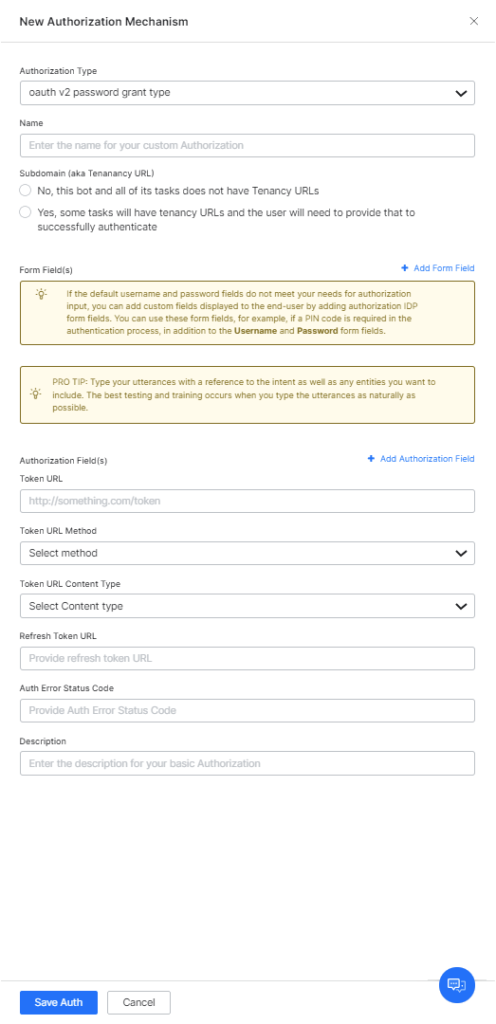 New Authorization Mechanism
Authorization Type
oauth v2 password grant type
Name
Enter the name for your custom Authorization
Subdomain (aka Tenanancy URL)
No, this bot and all of its tasks does not have Tenancy URLs
Yes, some tasks will have tenancy URLs and the user will need to provide that to
successfully authenticate
Form Field(s)
+ Add Form Field
If the default username and password fields do not meet your needs for authorization
input, you can add custom fields displayed to the end-user by adding authorization IDP
form fields. You can use these form fields, for example, if a PIN code is required in the
authentication process, in addition to the Username and Password form fields.
PRO TIP: Type your utterances with a reference to the intent as well as any entities you want to
include. The best testing and training occurs when you type the utterances as naturally as
possible.
Authorization Field(s)
+ Add Authorization Field
Token URL
http://something.com/token
Token URL Method
Select method
Token URL Content Type
Select Content type
Refresh Token URL
Provide refresh token URL
Auth Error Status Code
Provide Auth Error Status Code
Description
Enter the description for your basic Authorization
Save Auth
Cancel